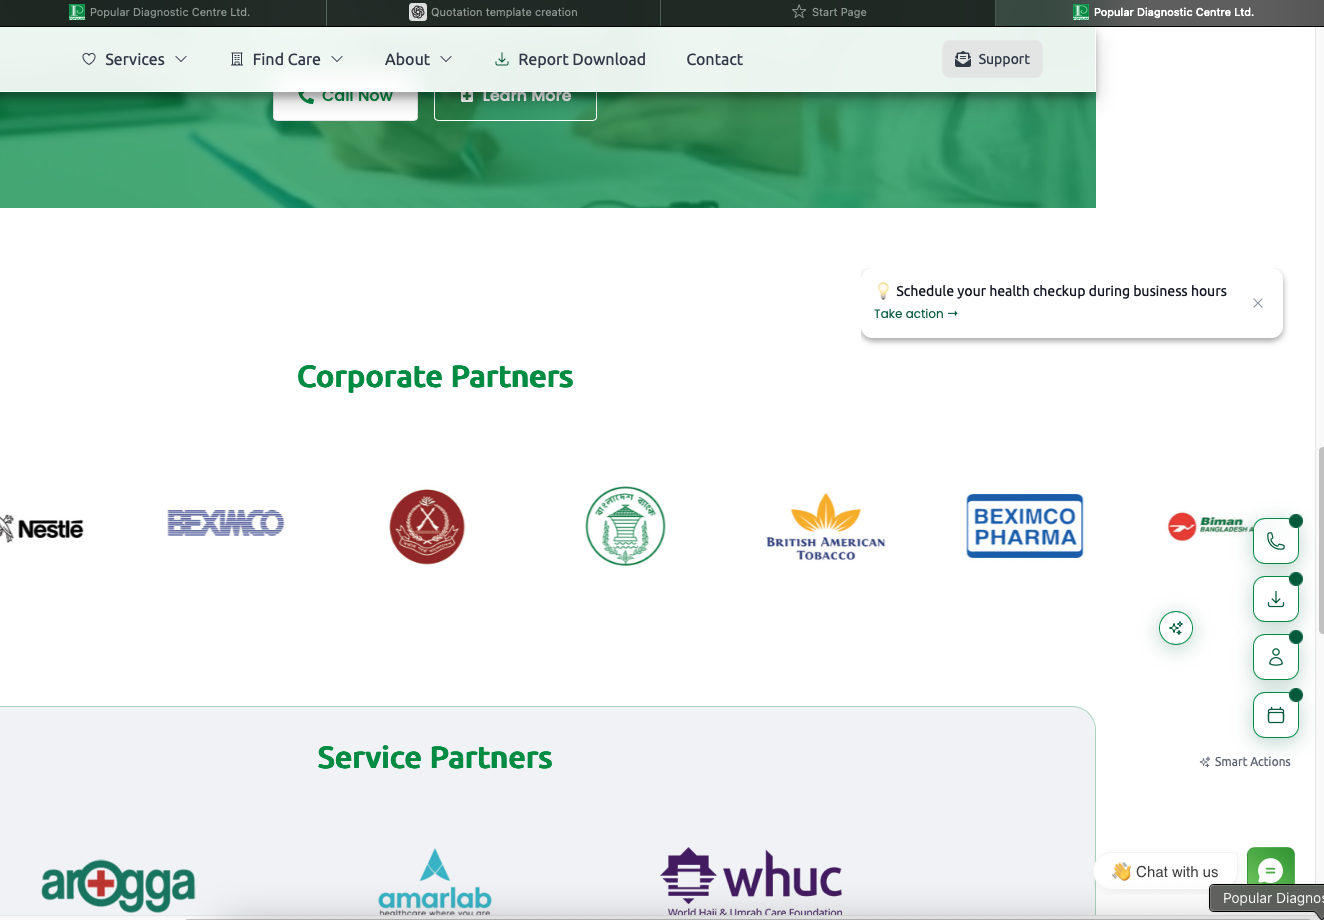 Popular Diagnostic Centre Ltd.
Quotation template creation
Start Page
Popular Diagnostic Centre Ltd.
Services
Find Care
About
Report Download
Contact
Support
Call Now
Learn More
Schedule your health checkup during business hours
Take action →
Corporate Partners
Nestlé
BEXIMCO
বাংলাদেশ ব্যাংক
BRITISH AMERICAN
TOBACCO
BEXIMCO
PHARMA
Biman
BANGLADESH A
Smart Actions
Service Partners
arogga
amarlab
healthcare where you are
whuc
World Hajj & Umrah Care Foundation
Chat with us
Popular Diagnos